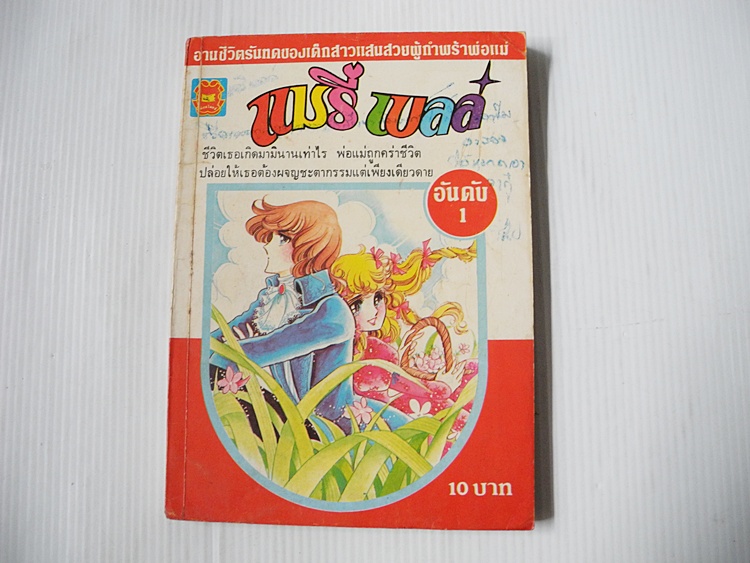 อ่านชีวิตรันทดของเด็กสาวแสนสวยผู้กำพร้าพ่อแม่
แมรี่ เบลล์
ชีวิตเธอเกิดมามินานเท่าไร พ่อแม่ถูกคร่าชีวิต
ปล่อยให้เธอต้องผจญชะตากรรมแต่เพียงเดียวดาย
อันดับ
1
10 บาท